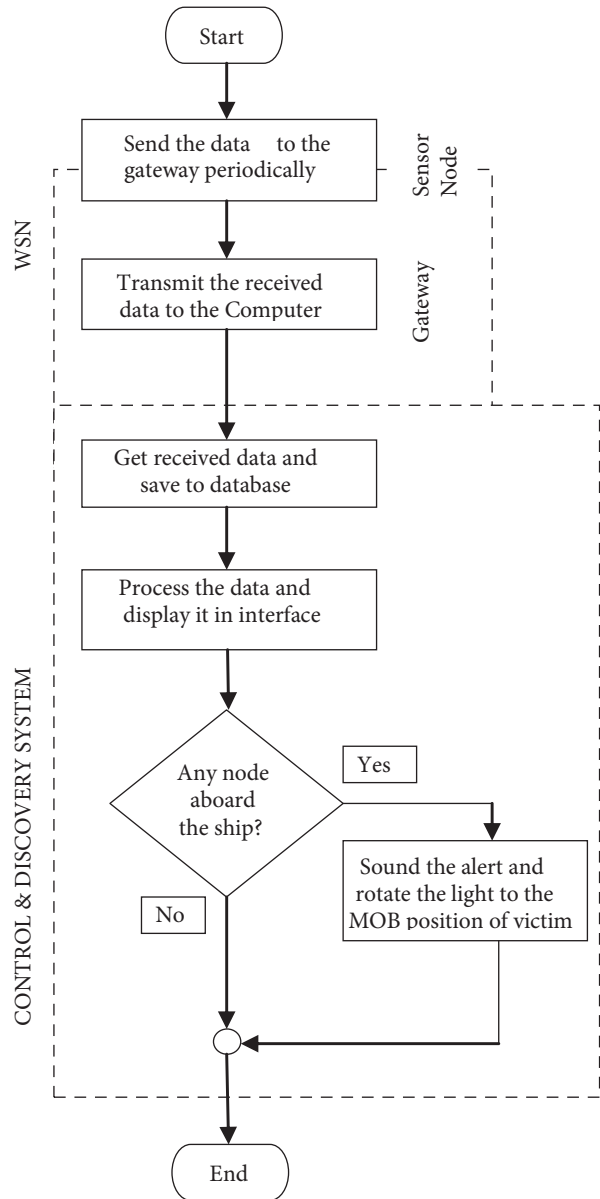 Start
Send the data to the
gateway periodically
Sensor
Node
WSN
Transmit the received
data to the Computer
Gateway
Get received data and
save to database
Process the data and
display it in interface
CONTROL & DISCOVERY SYSTEM
Any node
aboard
the ship?
Yes
Sound the alert and
rotate the light to the
MOB position of victim
No
End